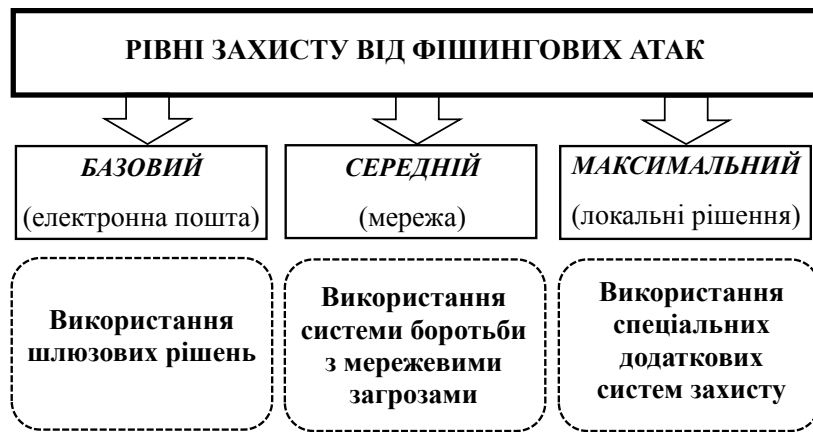 РІВНІ ЗАХИСТУ ВІД ФІШИНГОВИХ АТАК
БАЗОВИЙ
(електронна пошта)
СЕРЕДНІЙ
(мережа)
МАКСИМАЛЬНИЙ
(локальні рішення)
Використання
шлюзових рішень
Використання
системи боротьби
з мережевими
загрозами
Використання
спеціальних
додаткових
систем захисту